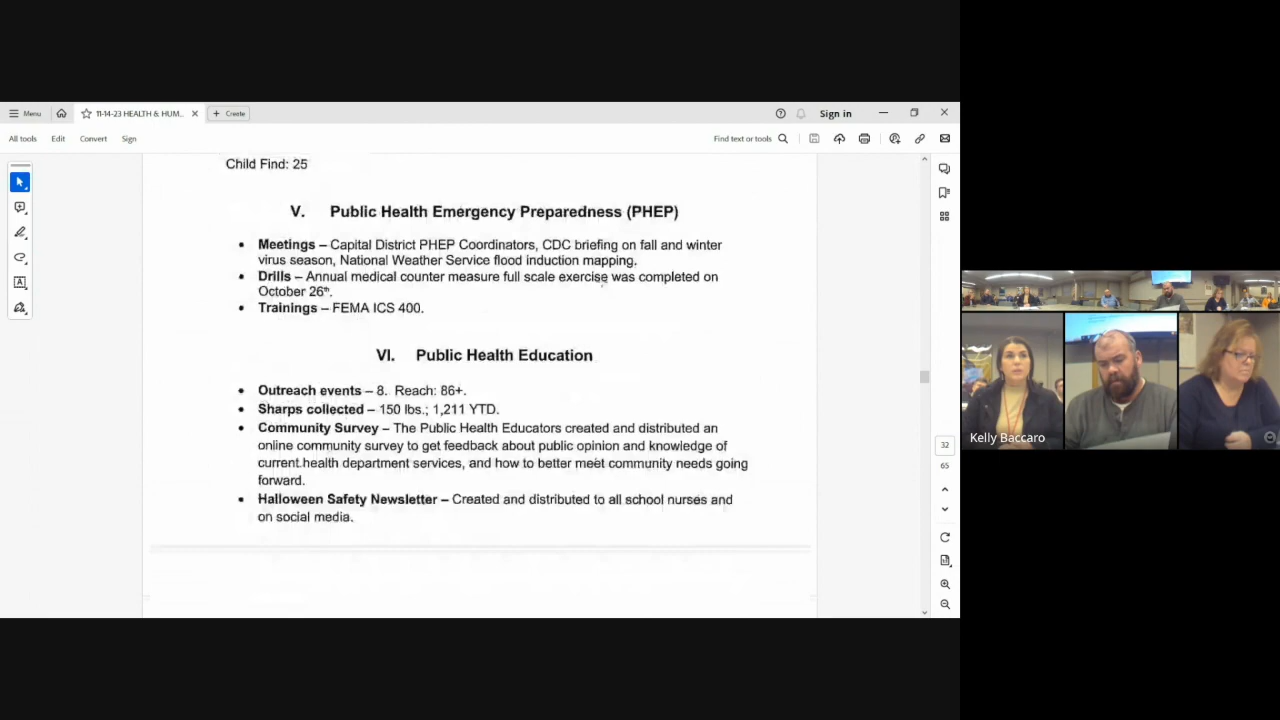 Menu
11-14-23 HEALTH & HUM...
Create
Sign in
All tools
Edit
Convert
Sign
Find text or tools
Child Find: 25
V. Public Health Emergency Preparedness (PHEP)
• Meetings – Capital District PHEP Coordinators, CDC briefing on fall and winter
virus season, National Weather Service flood induction mapping.
• Drills – Annual medical counter measure full scale exercise was completed on
October 26th.
• Trainings – FEMA ICS 400.
VI. Public Health Education
• Outreach events – 8. Reach: 86+.
• Sharps collected – 150 lbs.; 1,211 YTD.
• Community Survey – The Public Health Educators created and distributed an
online community survey to get feedback about public opinion and knowledge of
current health department services, and how to better meet community needs going
forward.
• Halloween Safety Newsletter – Created and distributed to all school nurses and
on social media.
32
65
Kelly Baccaro